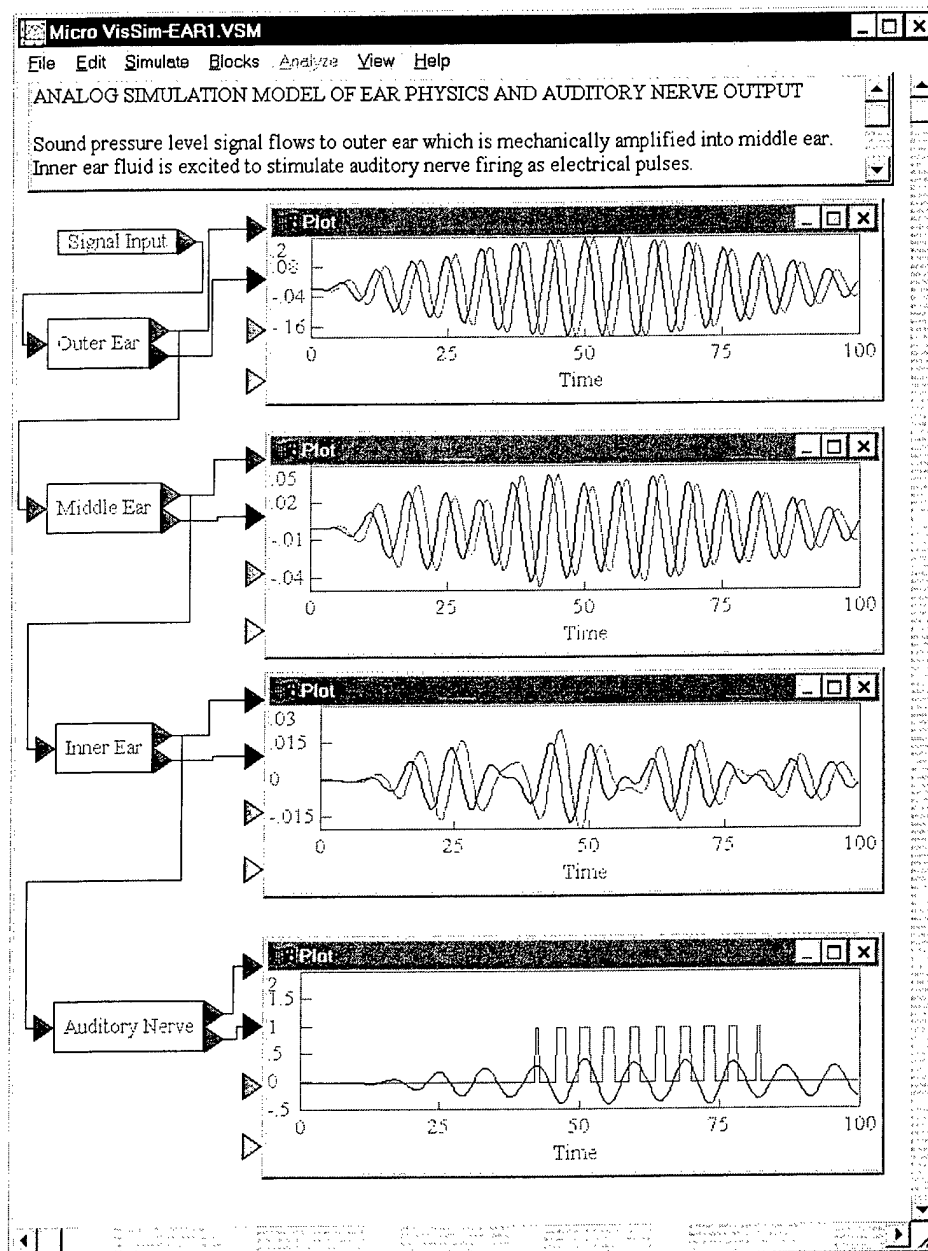 Micro VisSim-EAR1.VSM
File Edit Simulate Blocks Analyze View Help
ANALOG SIMULATION MODEL OF EAR PHYSICS AND AUDITORY NERVE OUTPUT
Sound pressure level signal flows to outer ear which is mechanically amplified into middle ear.
Inner ear fluid is excited to stimulate auditory nerve firing as electrical pulses.
Signal Input
Plot
.2
.08
-.04
-.16
0 25 50 75 100
Time
Outer Ear
Plot
.05
.02
-.01
-.04
0 25 50 75 100
Time
Middle Ear
Plot
.03
.015
0
-.015
0 25 50 75 100
Time
Inner Ear
Plot
2
1.5
1
.5
0
-.5
0 25 50 75 100
Time
Auditory Nerve